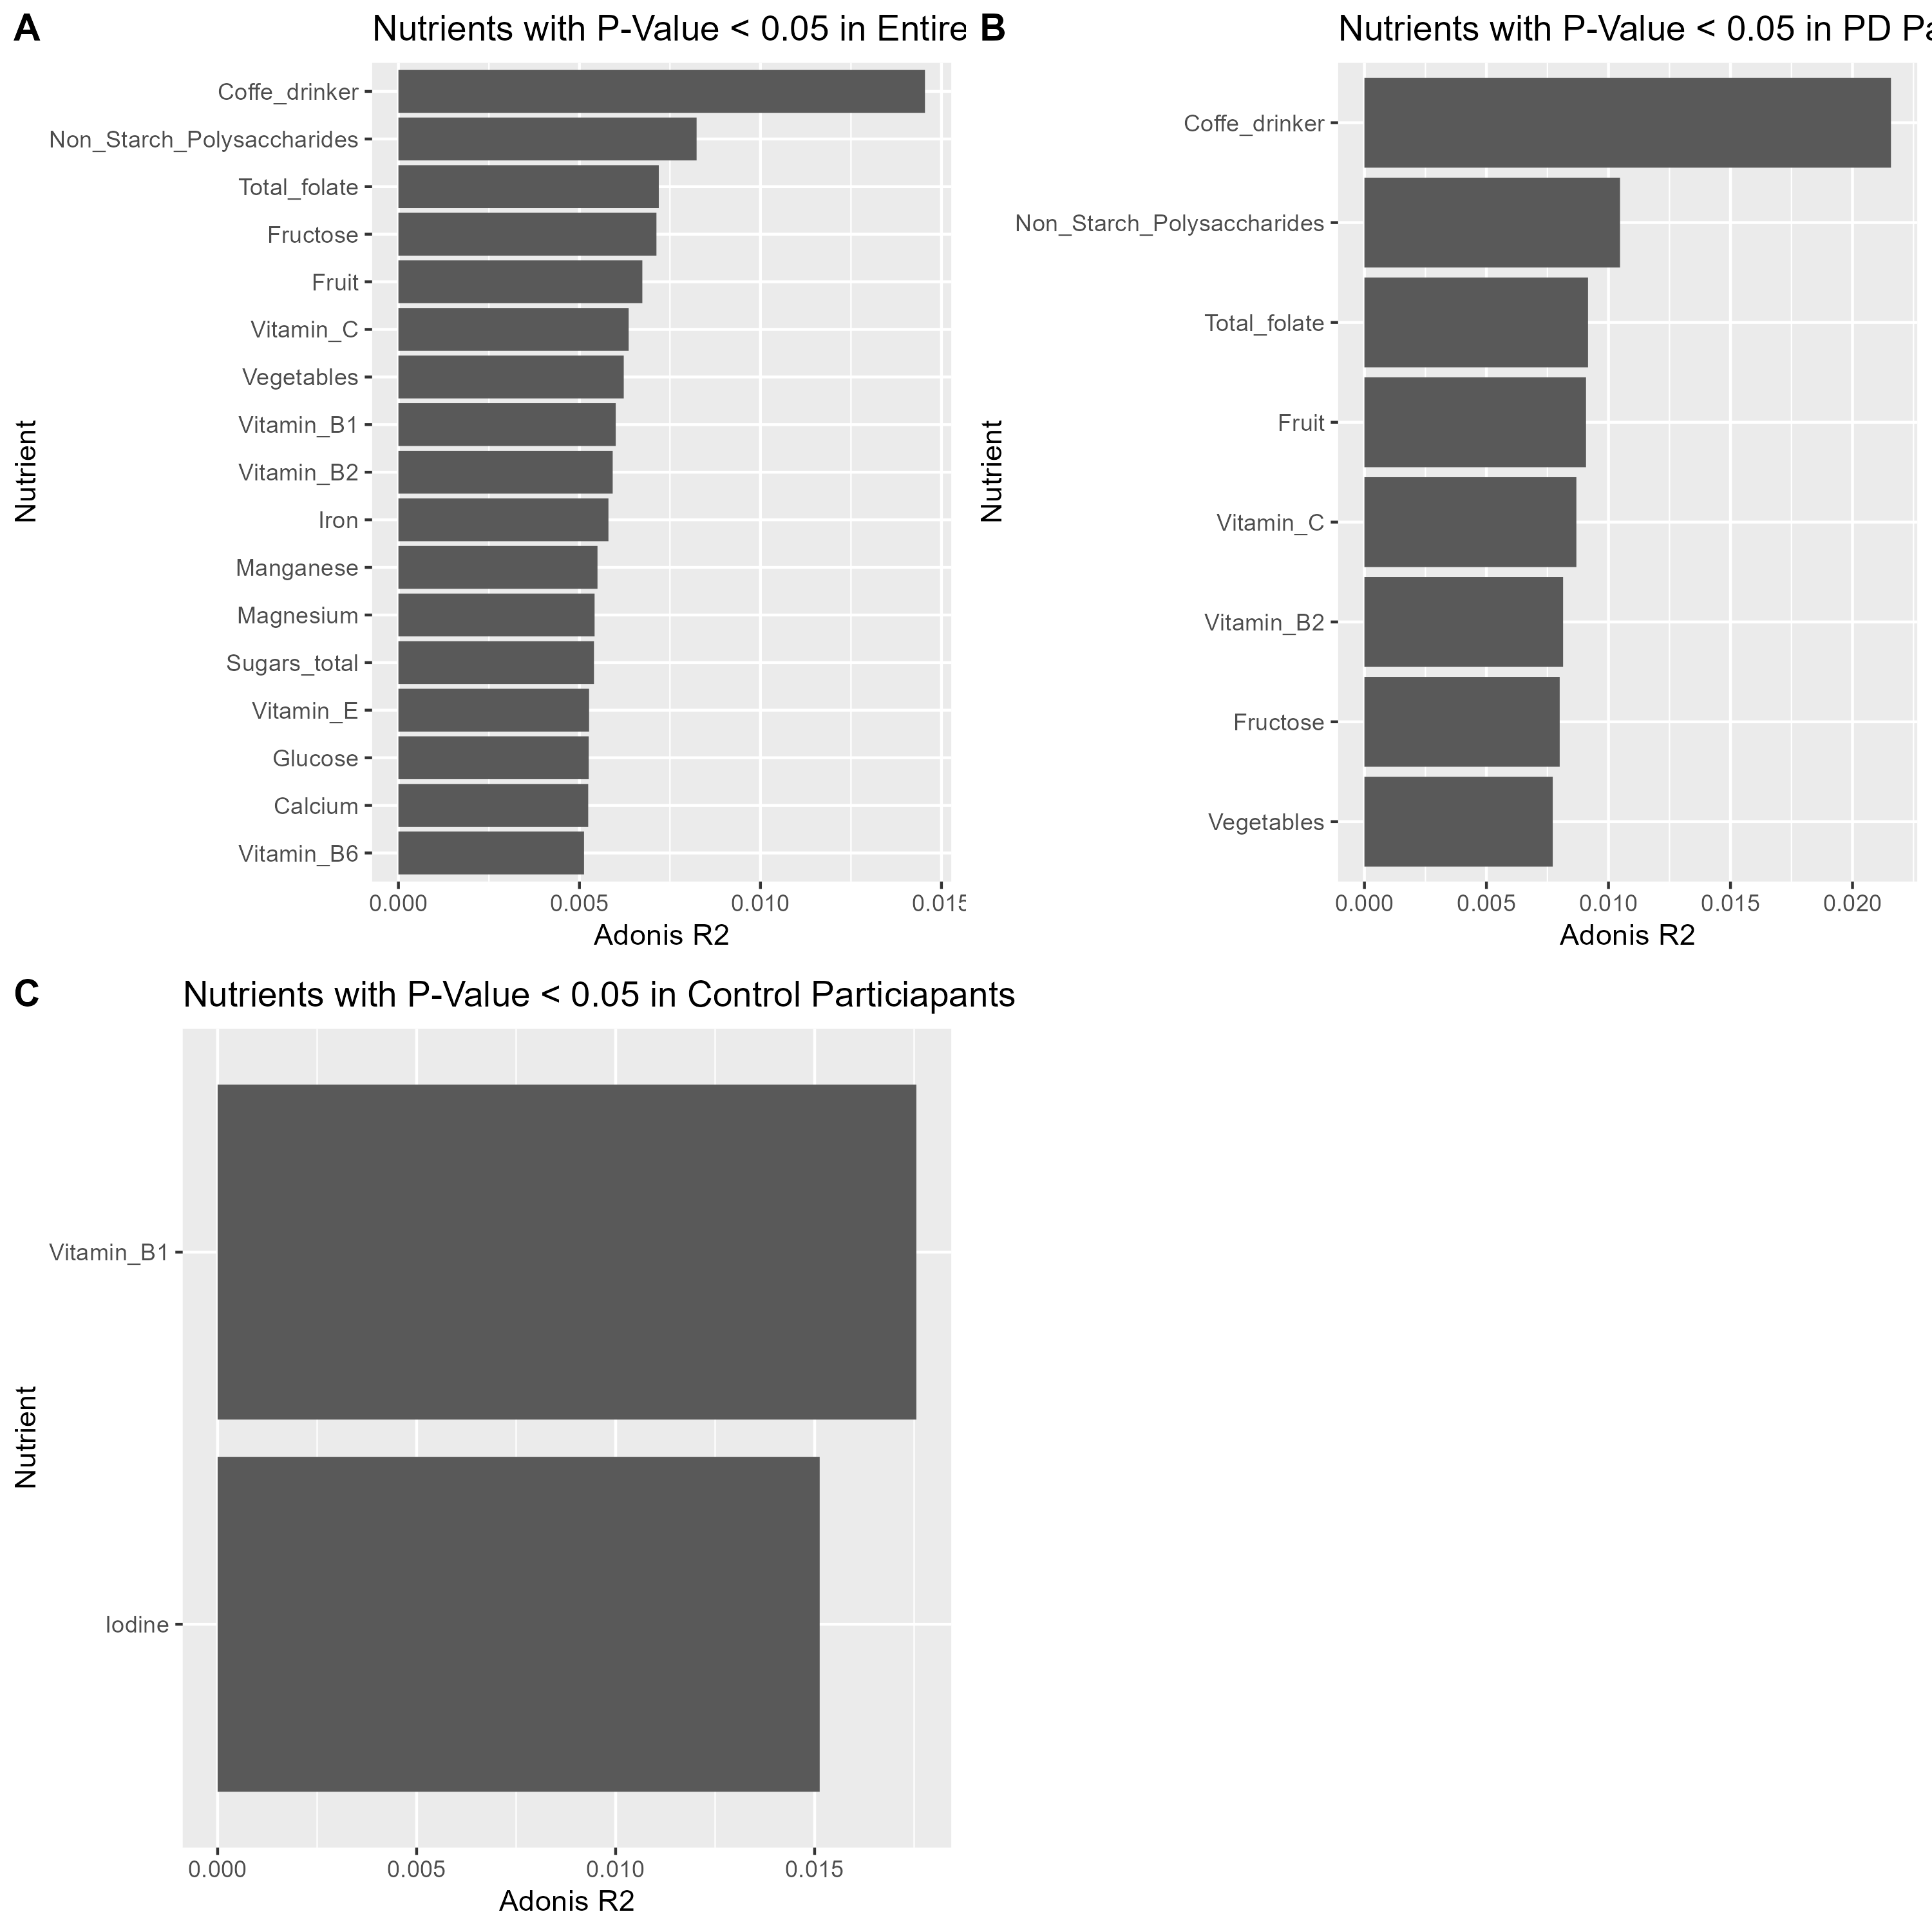 A
Nutrients with P-Value < 0.05 in Entire
Nutrient
Coffe_drinker
Non_Starch_Polysaccharides
Total_folate
Fructose
Fruit
Vitamin_C
Vegetables
Vitamin_B1
Vitamin_B2
Iron
Manganese
Magnesium
Sugars_total
Vitamin_E
Glucose
Calcium
Vitamin_B6
0.000 0.005 0.010 0.015
Adonis R2
B
Nutrients with P-Value < 0.05 in PD Pa
Nutrient
Coffe_drinker
Non_Starch_Polysaccharides
Total_folate
Fruit
Vitamin_C
Vitamin_B2
Fructose
Vegetables
0.000 0.005 0.010 0.015 0.020
Adonis R2
C
Nutrients with P-Value < 0.05 in Control Particiapants
Nutrient
Vitamin_B1
Iodine
0.000 0.005 0.010 0.015
Adonis R2